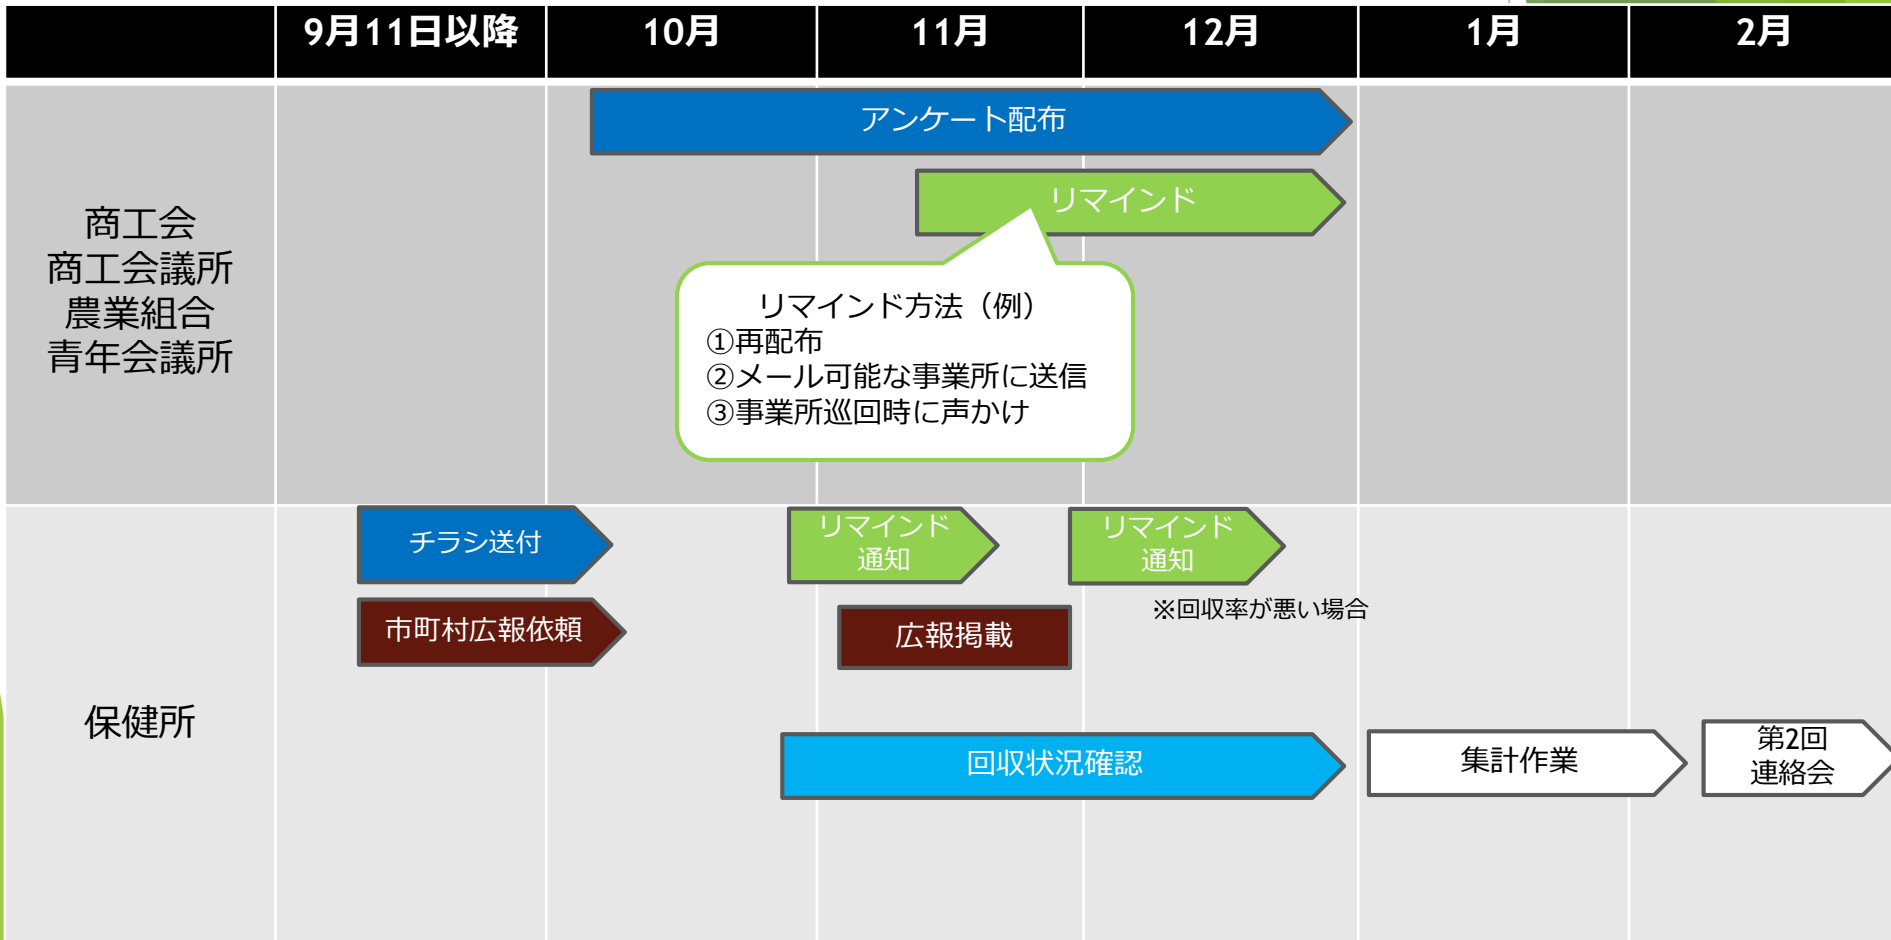 9月11日以降
10月
11月
12月
1月
2月
商工会
商工会議所
農業組合
青年会議所
アンケート配布
リマインド
リマインド方法（例）
①再配布
②メール可能な事業所に送信
③事業所巡回時に声かけ
保健所
チラシ送付
リマインド
通知
リマインド
通知
※回収率が悪い場合
市町村広報依頼
広報掲載
回収状況確認
集計作業
第2回
連絡会